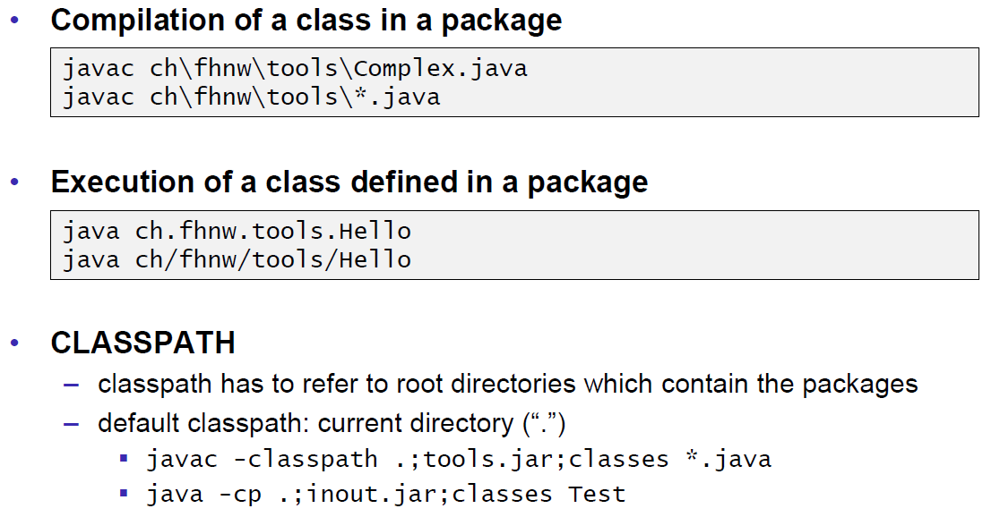 • Compilation of a class in a package
javac ch\fhnw\tools\Complex.java
javac ch\fhnw\tools\*.java
• Execution of a class defined in a package
java ch.fhnw.tools.Hello
java ch/fhnw/tools/Hello
• CLASSPATH
– classpath has to refer to root directories which contain the packages
– default classpath: current directory (“.”)
▪ javac -classpath .;tools.jar;classes *.java
▪ java -cp .;inout.jar;classes Test